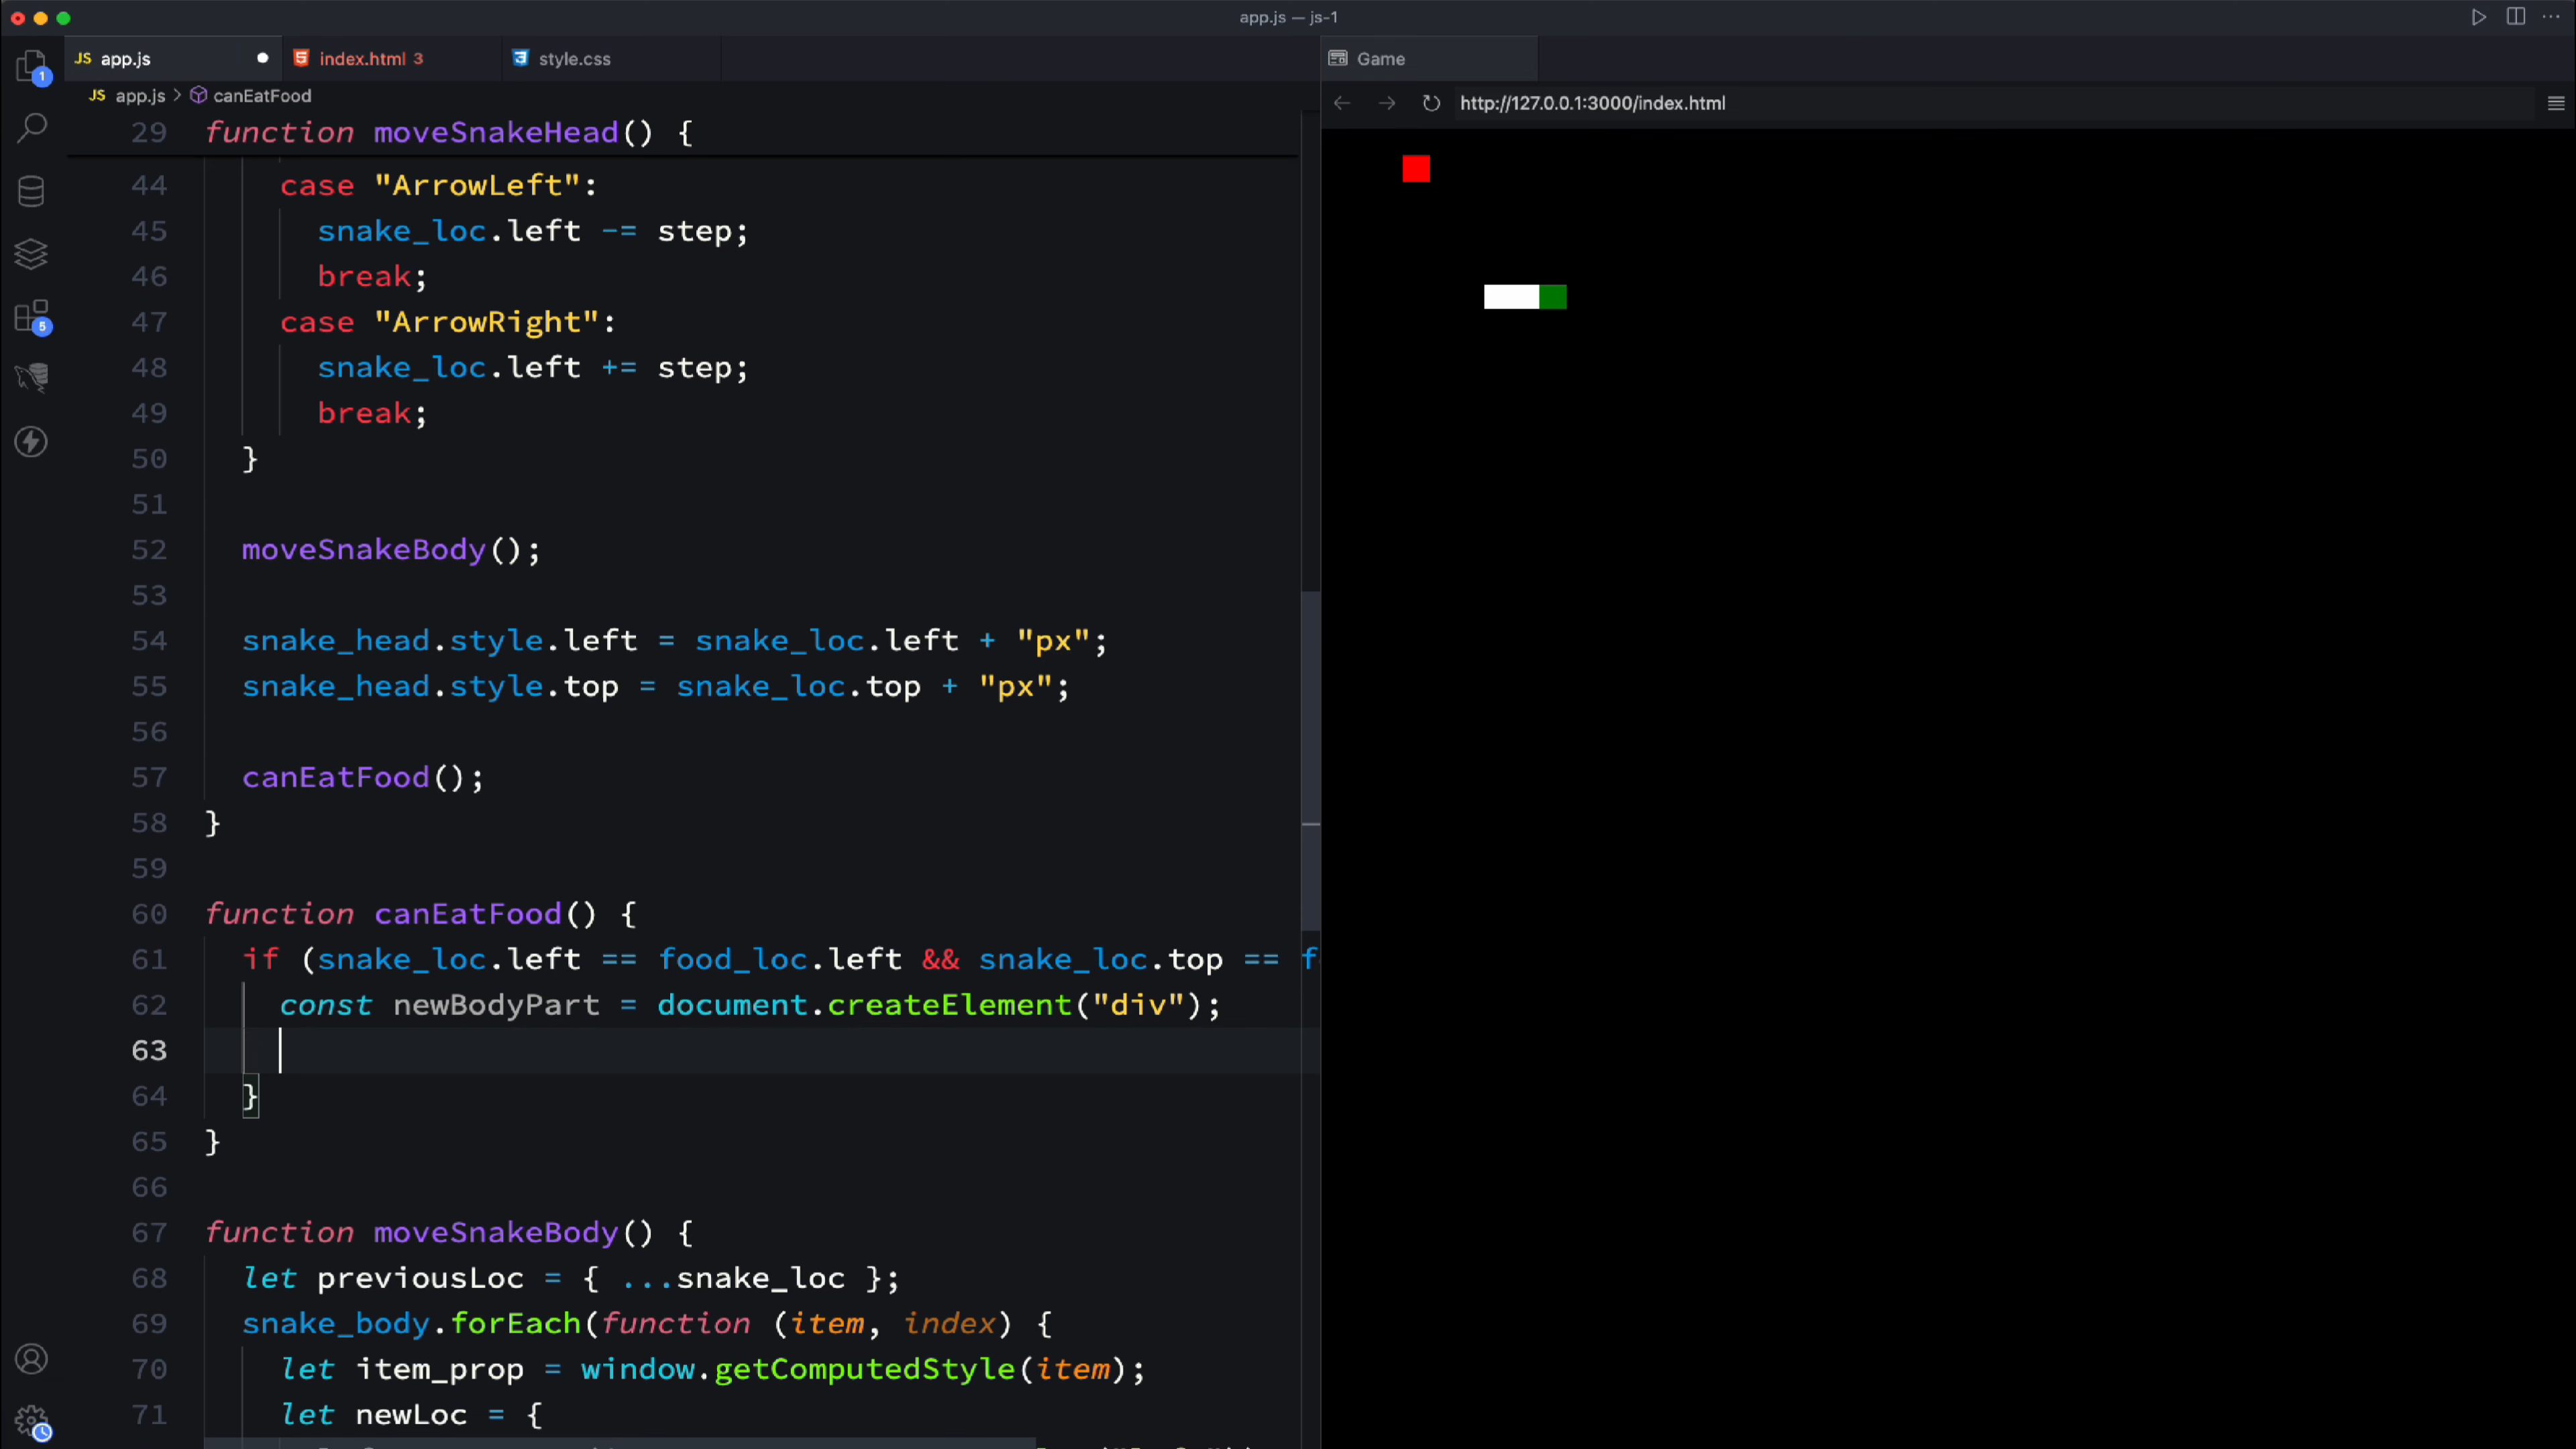 app.js — js-1
JS app.js
index.html 3
style.css
Game
1
JS app.js > canEatFood
http://127.0.0.1:3000/index.html
29 function moveSnakeHead() {
44 case "ArrowLeft":
45 snake_loc.left -= step;
46 break;
47 case "ArrowRight":
5
48 snake_loc.left += step;
49 break;
50 }
51
52 moveSnakeBody();
53
54 snake_head.style.left = snake_loc.left + "px";
55 snake_head.style.top = snake_loc.top + "px";
56
57 canEatFood();
58 }
59
60 function canEatFood() {
61 if (snake_loc.left == food_loc.left && snake_loc.top == f
62 const newBodyPart = document.createElement("div");
63
64 }
65 }
66
67 function moveSnakeBody() {
68 let previousLoc = { ...snake_loc };
69 snake_body.forEach(function (item, index) {
70 let item_prop = window.getComputedStyle(item);
71 let newLoc = {